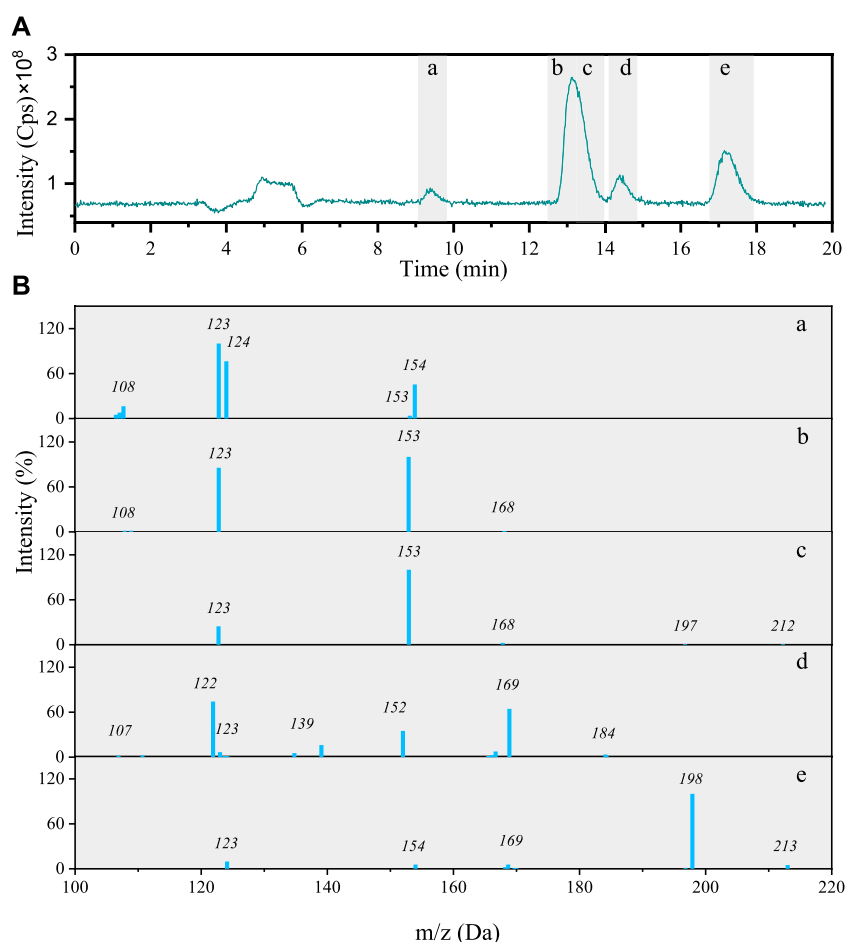 A
Intensity (Cps)×10⁸
3
2
1
a b c d e
0 2 4 6 8 10 12 14 16 18 20
Time (min)
B
Intensity (%)
120
60
0
108 123 124 153 154 a
120
60
0
108 123 153 168 b
120
60
0
123 153 168 197 212 c
120
60
0
107 122 123 139 152 169 184 d
120
60
0
123 154 169 198 213 e
100 120 140 160 180 200 220
m/z (Da)